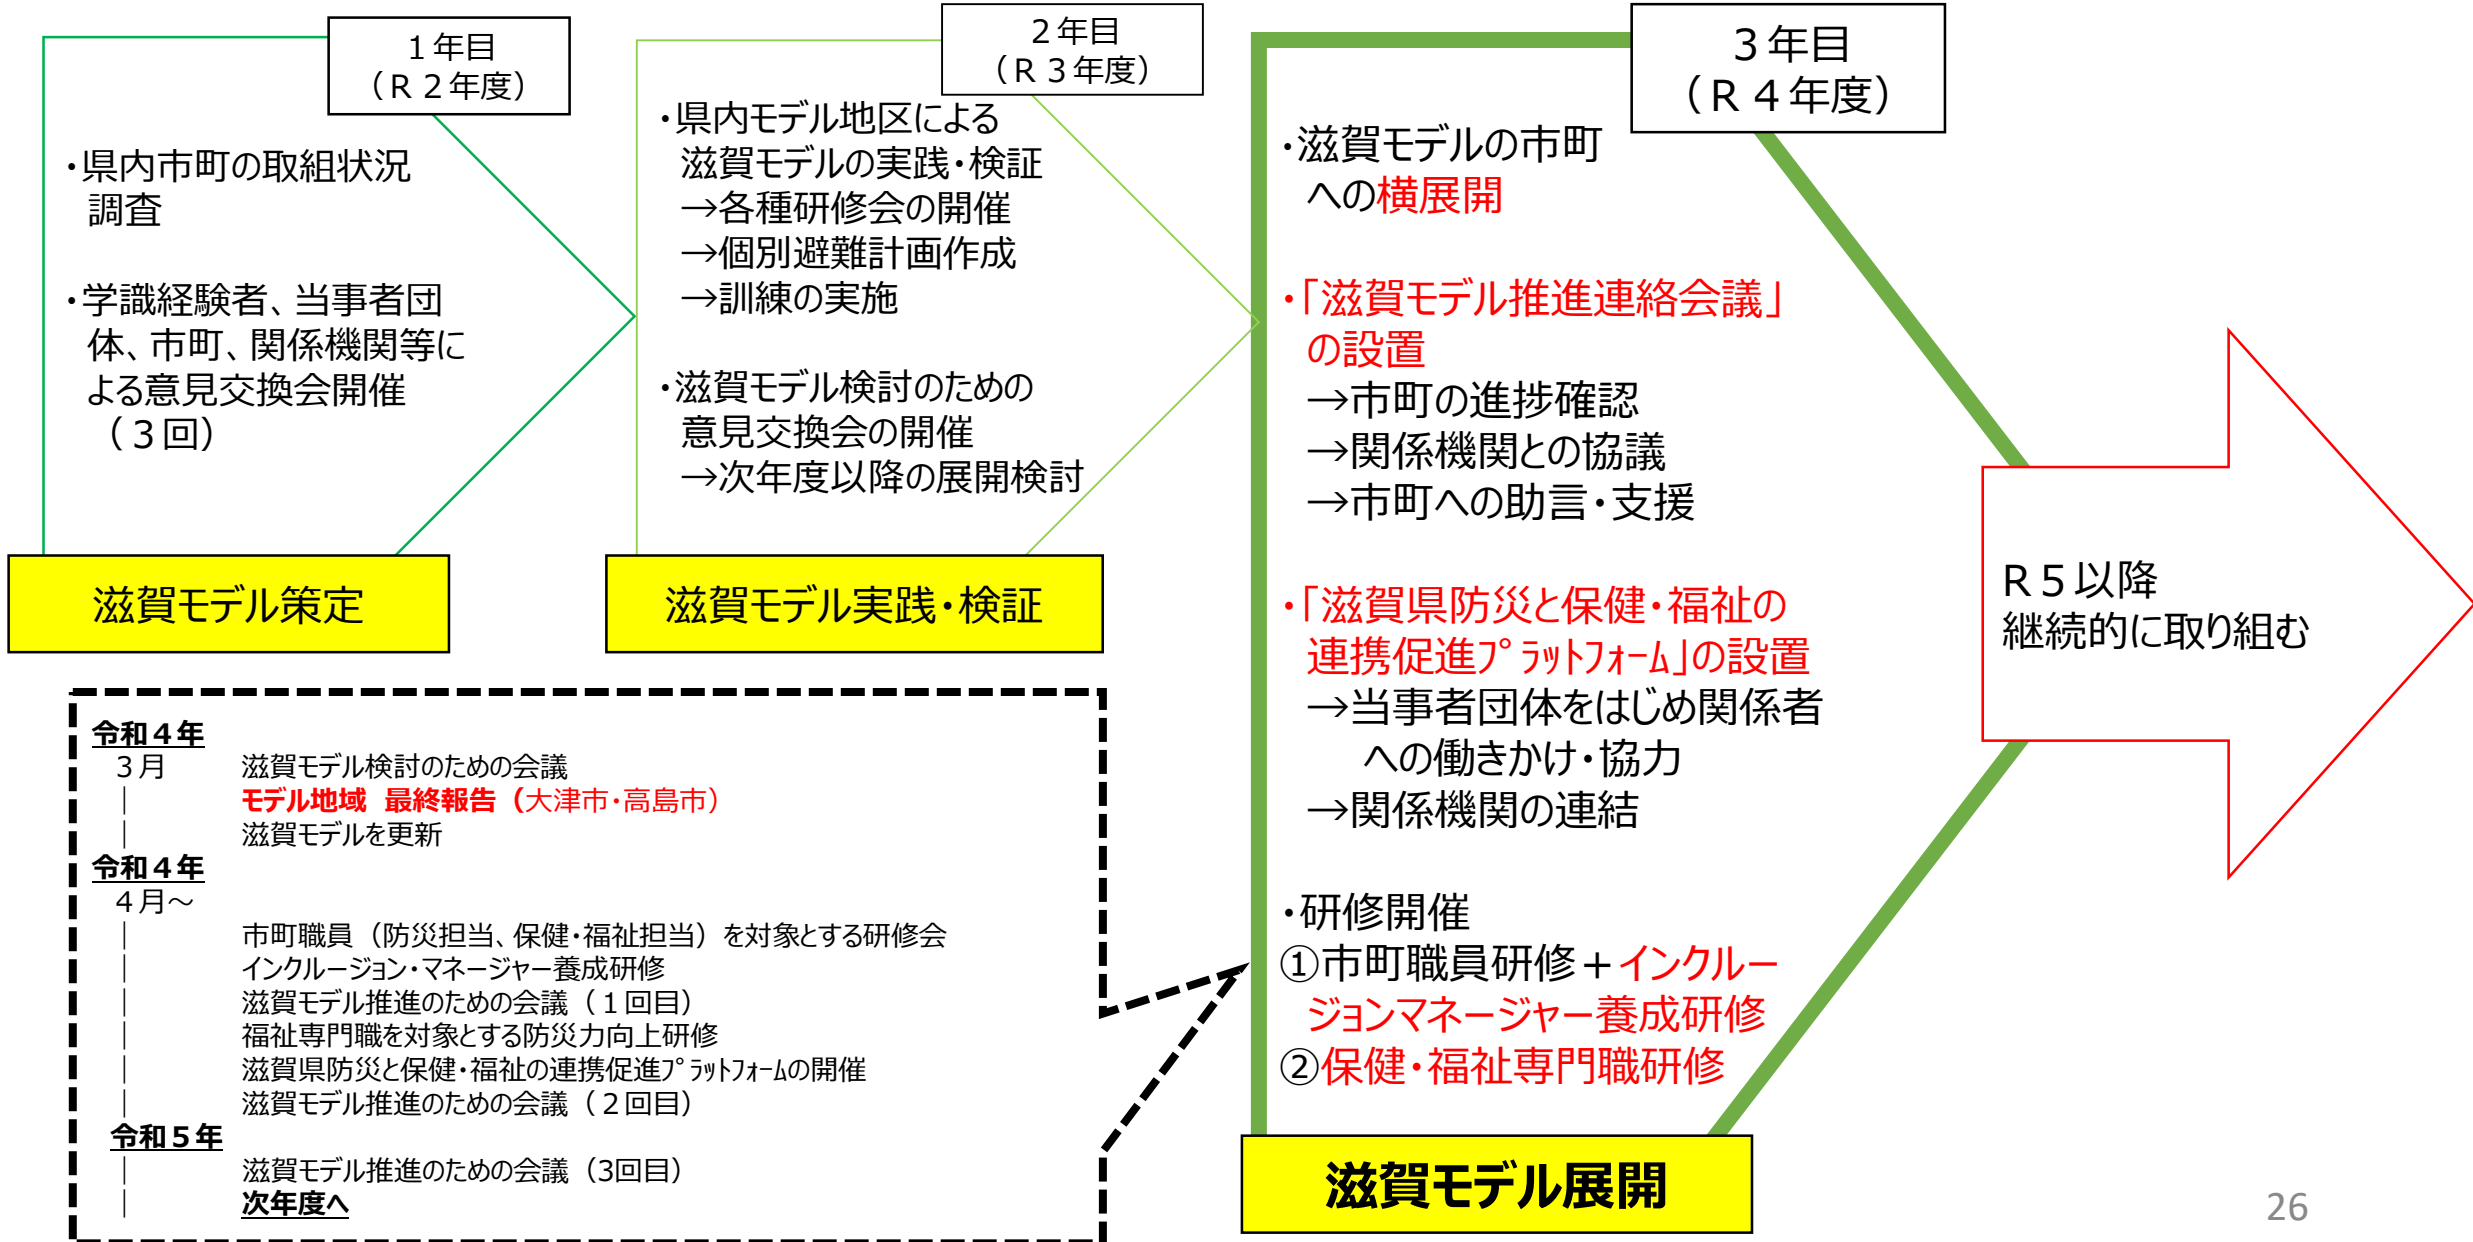 １年目
（Ｒ２年度）
・県内市町の取組状況
調査
・学識経験者、当事者団
体、市町、関係機関等に
よる意見交換会開催
（３回）
滋賀モデル策定
２年目
（Ｒ３年度）
・県内モデル地区による
滋賀モデルの実践・検証
→各種研修会の開催
→個別避難計画作成
→訓練の実施
・滋賀モデル検討のための
意見交換会の開催
→次年度以降の展開検討
滋賀モデル実践・検証
３年目
（Ｒ４年度）
・滋賀モデルの市町
への横展開
・「滋賀モデル推進連絡会議」
の設置
→市町の進捗確認
→関係機関との協議
→市町への助言・支援
・「滋賀県防災と保健・福祉の
連携促進ﾌﾟﾗｯﾄﾌｫｰﾑ」の設置
→当事者団体をはじめ関係者
への働きかけ・協力
→関係機関の連結
・研修開催
①市町職員研修＋インクルー
ジョンマネージャー養成研修
②保健・福祉専門職研修
滋賀モデル展開
Ｒ５以降
継続的に取り組む
令和４年
３月　滋賀モデル検討のための会議
｜　モデル地域　最終報告（大津市・高島市）
｜　滋賀モデルを更新
令和４年
４月～
｜　市町職員（防災担当、保健・福祉担当）を対象とする研修会
｜　インクルージョン・マネージャー養成研修
｜　滋賀モデル推進のための会議（１回目）
｜　福祉専門職を対象とする防災力向上研修
｜　滋賀県防災と保健・福祉の連携促進ﾌﾟﾗｯﾄﾌｫｰﾑの開催
｜　滋賀モデル推進のための会議（２回目）
令和５年
｜　滋賀モデル推進のための会議（3回目）
｜　次年度へ
26